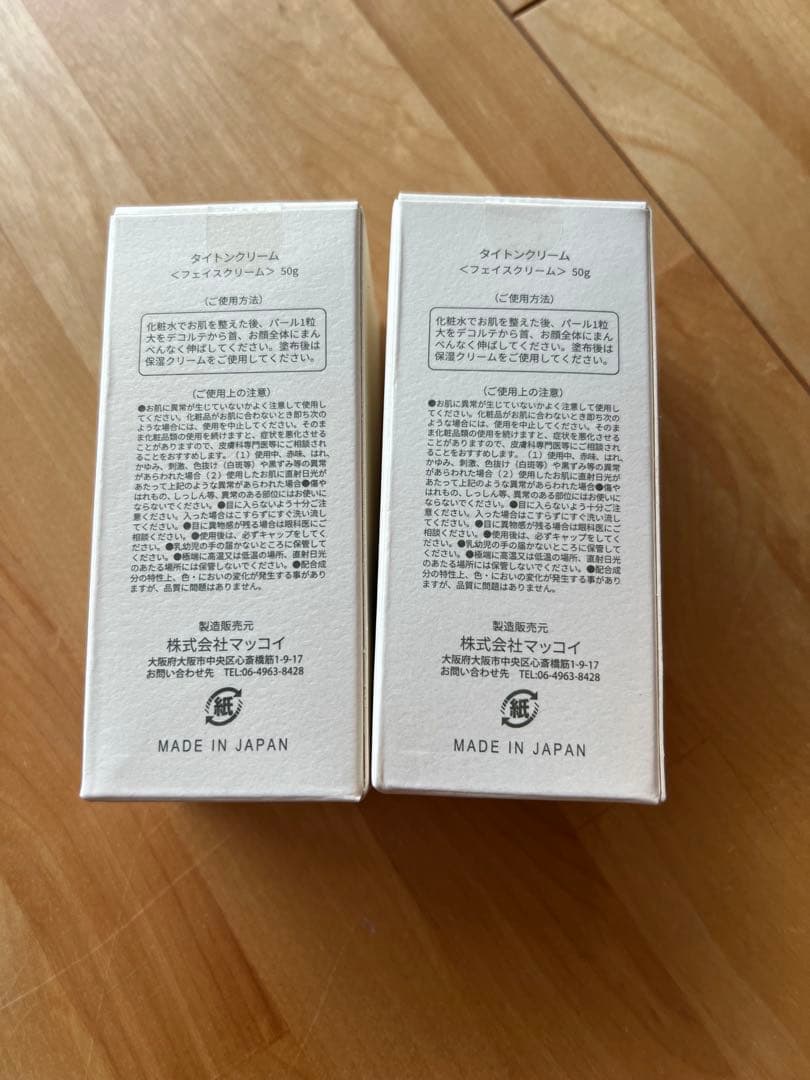 タイトンクリーム
＜フェイスクリーム＞ 50g
（ご使用方法）
化粧水でお肌を整えた後、パール1粒
大をデコルテから首、お顔全体にまん
べんなく伸ばしてください。塗布後は
保湿クリームをご使用してください。
（ご使用上の注意）
●お肌に異常が生じていないかよく注意して使用し
てください。化粧品がお肌に合わないとき即ち次の
ような場合には、使用を中止してください。そのま
ま化粧品類の使用を続けますと、症状を悪化させる
ことがありますので、皮膚科専門医等にご相談され
ることをおすすめします。（1）使用中、赤味、はれ、
かゆみ、刺激、色抜け（白斑等）や黒ずみ等の異常
があらわれた場合（2）使用したお肌に直射日光が
あたって上記のような異常があらわれた場合●傷や
はれもの、しっしん等、異常のある部位にはお使いに
ならないでください。●目に入らないよう十分ご注
意ください。入った場合はこすらずにすぐ洗い流し
てください。●目に異物感が残る場合は眼科医にご
相談ください。●使用後は、必ずキャップをしてく
ださい。●乳幼児の手の届かないところに保管して
ください。●極端に高温又は低温の場所、直射日光
のあたる場所には保管しないでください。●配合成
分の特性上、色・においの変化が発生する事があり
ますが、品質に問題はありません。
製造販売元
株式会社マッコイ
大阪府大阪市中央区心斎橋筋1-9-17
お問い合わせ先 TEL:06-4963-8428
紙
MADE IN JAPAN
タイトンクリーム
＜フェイスクリーム＞ 50g
（ご使用方法）
化粧水でお肌を整えた後、パール1粒
大をデコルテから首、お顔全体にまん
べんなく伸ばしてください。塗布後は
保湿クリームをご使用してください。
（ご使用上の注意）
●お肌に異常が生じていないかよく注意して使用し
てください。化粧品がお肌に合わないとき即ち次の
ような場合には、使用を中止してください。そのま
ま化粧品類の使用を続けますと、症状を悪化させる
ことがありますので、皮膚科専門医等にご相談され
ることをおすすめします。（1）使用中、赤味、はれ、
かゆみ、刺激、色抜け（白斑等）や黒ずみ等の異常
があらわれた場合（2）使用したお肌に直射日光が
あたって上記のような異常があらわれた場合●傷や
はれもの、しっしん等、異常のある部位にはお使いに
ならないでください。●目に入らないよう十分ご注
意ください。入った場合はこすらずにすぐ洗い流し
てください。●目に異物感が残る場合は眼科医にご
相談ください。●使用後は、必ずキャップをしてく
ださい。●乳幼児の手の届かないところに保管して
ください。●極端に高温又は低温の場所、直射日光
のあたる場所には保管しないでください。●配合成
分の特性上、色・においの変化が発生する事があり
ますが、品質に問題はありません。
製造販売元
株式会社マッコイ
大阪府大阪市中央区心斎橋筋1-9-17
お問い合わせ先 TEL:06-4963-8428
紙
MADE IN JAPAN